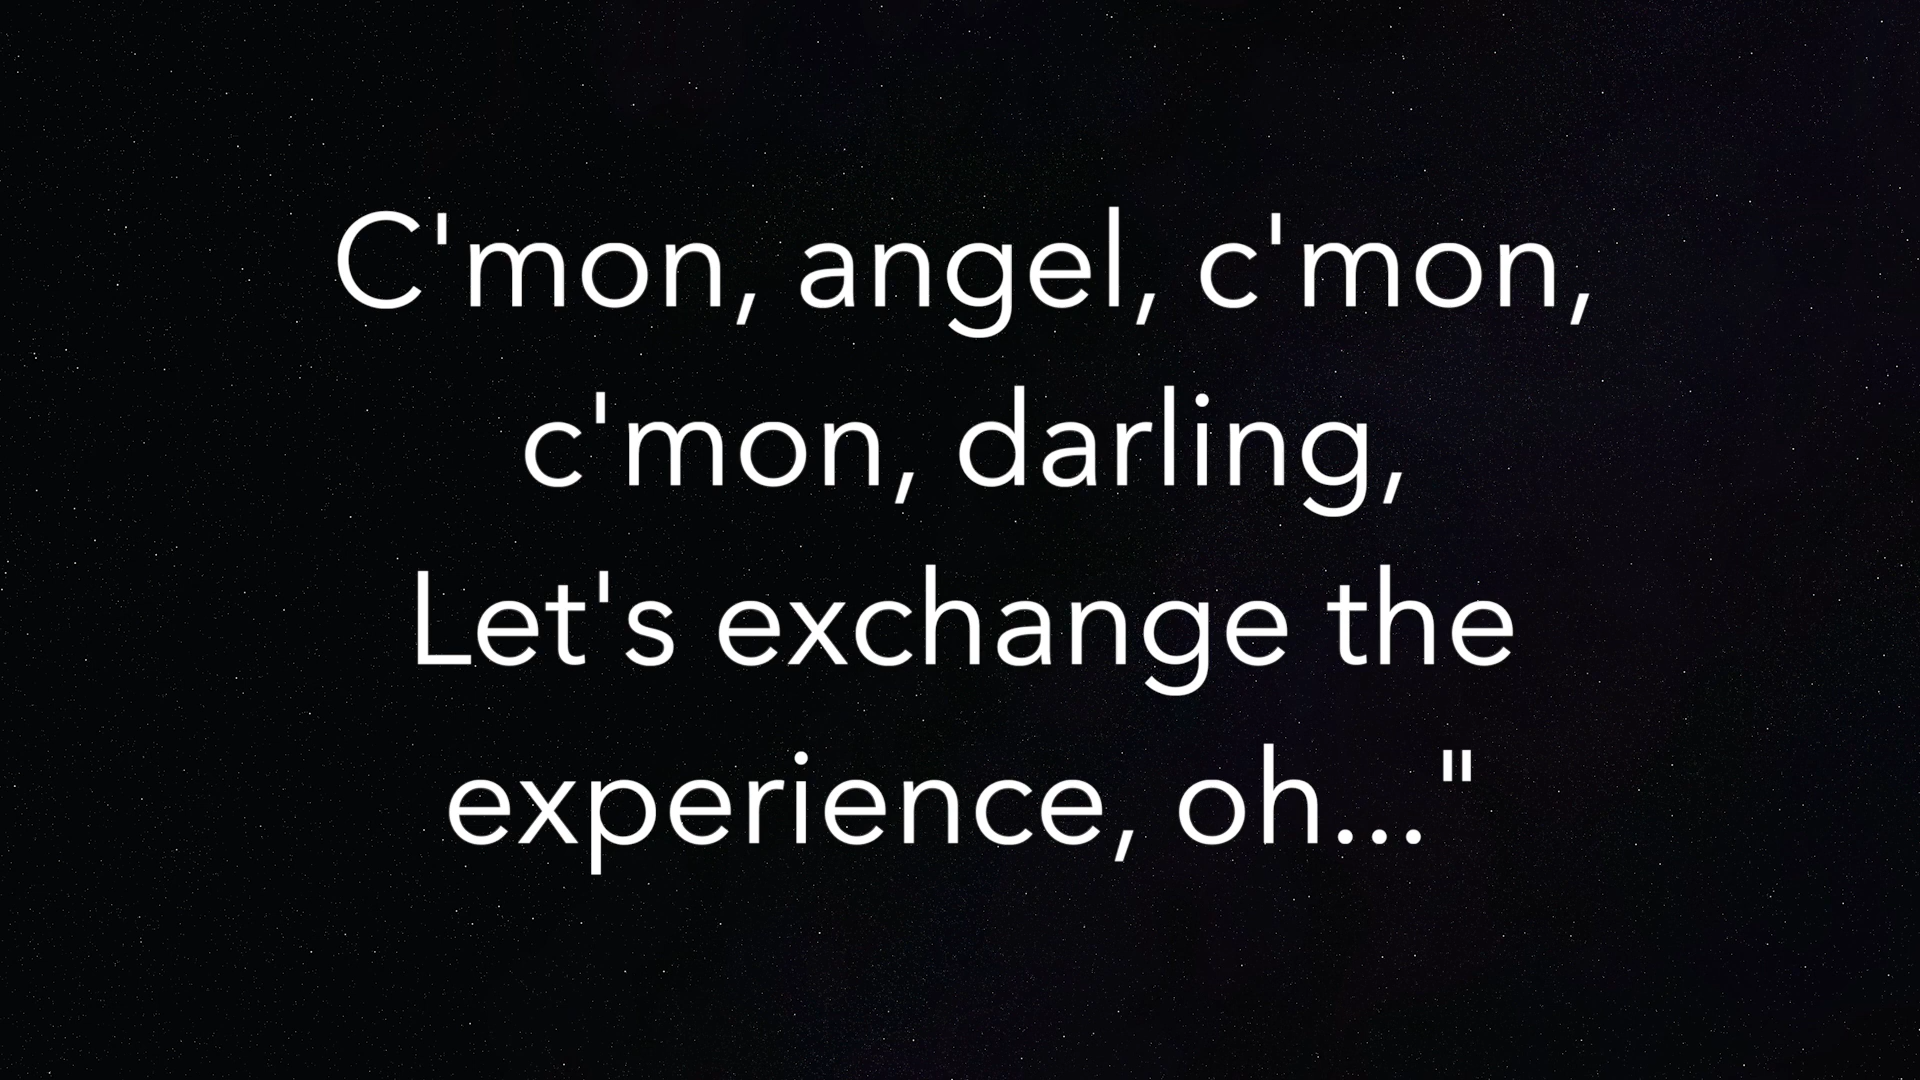 C'mon, angel, c'mon,
c'mon, darling,
Let's exchange the
experience, oh..."